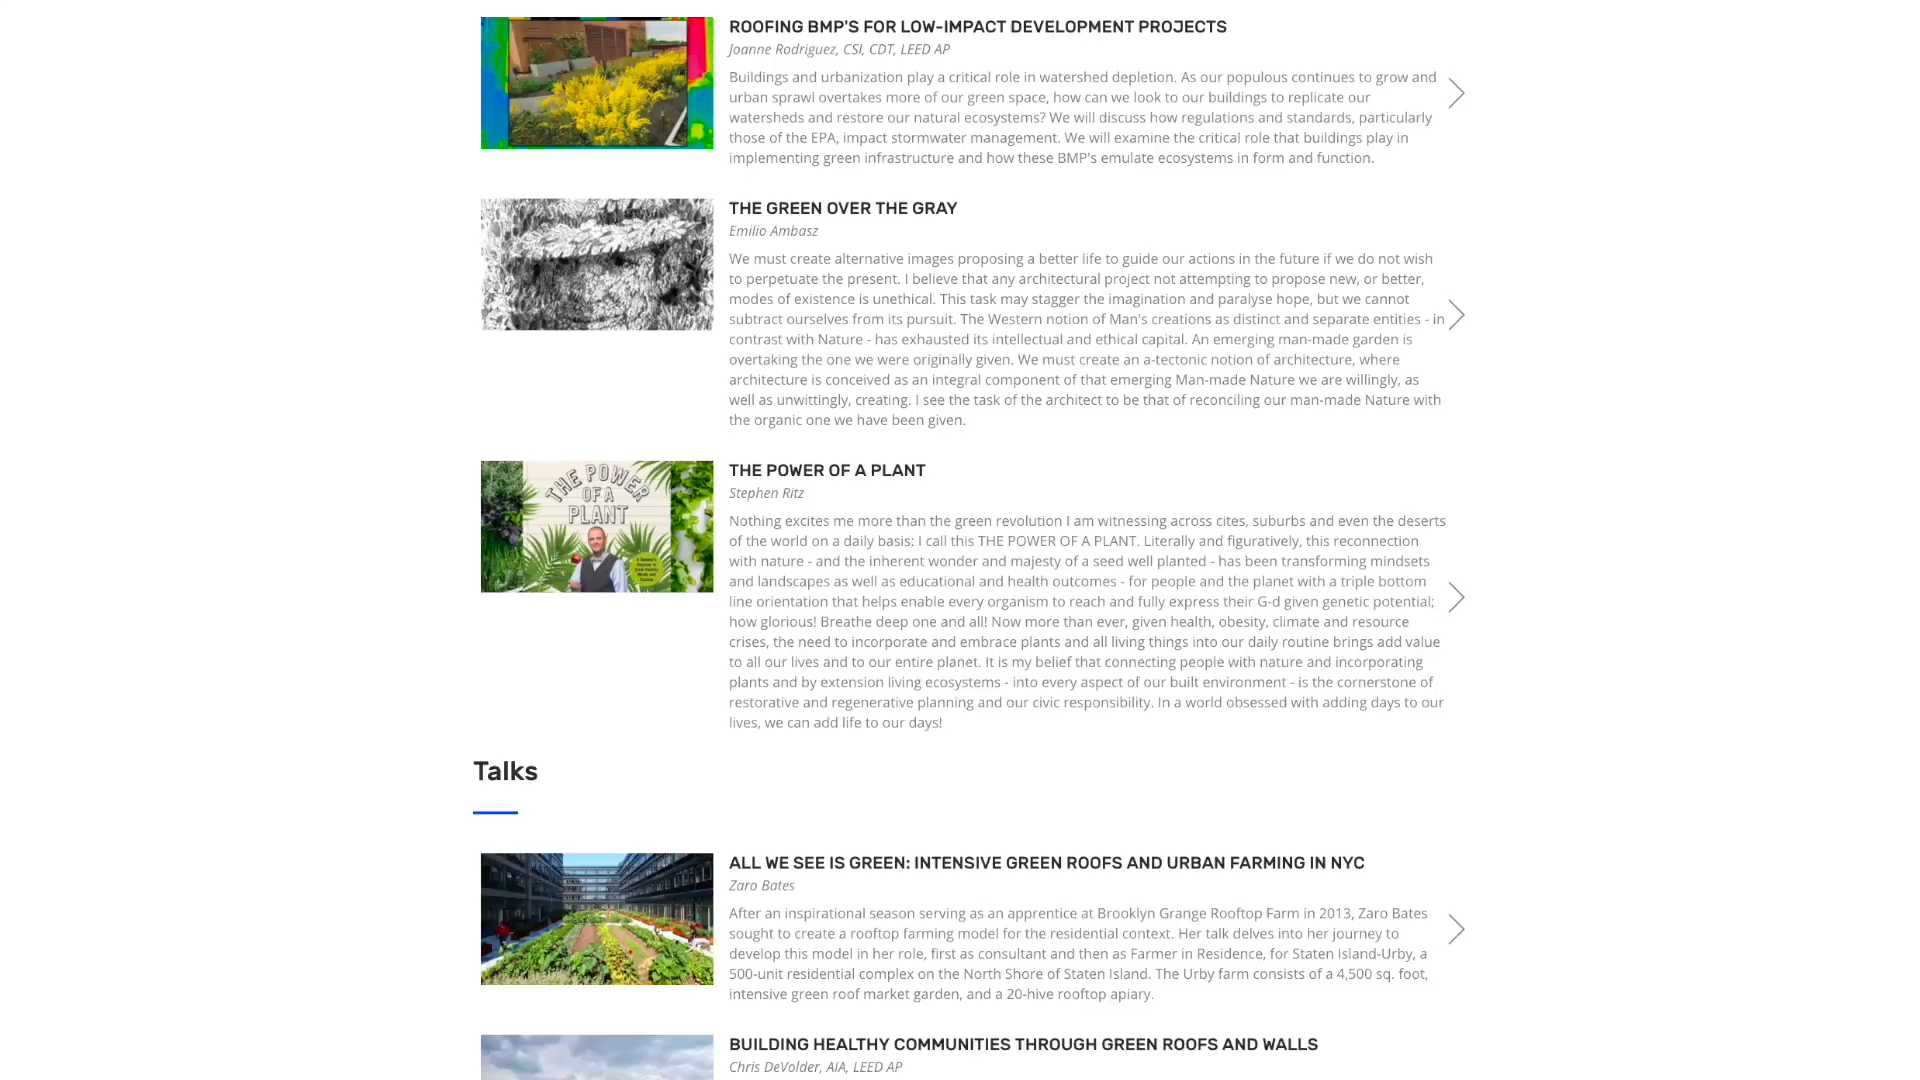 ROOFING BMP'S FOR LOW-IMPACT DEVELOPMENT PROJECTS
Joanne Rodriguez, CSI, CDT, LEED AP
Buildings and urbanization play a critical role in watershed depletion. As our populous continues to grow and
urban sprawl overtakes more of our green space, how can we look to our buildings to replicate our
watersheds and restore our natural ecosystems? We will discuss how regulations and standards, particularly
those of the EPA, impact stormwater management. We will examine the critical role that buildings play in
implementing green infrastructure and how these BMP's emulate ecosystems in form and function.
THE GREEN OVER THE GRAY
Emilio Ambasz
We must create alternative images proposing a better life to guide our actions in the future if we do not wish
to perpetuate the present. I believe that any architectural project not attempting to propose new, or better,
modes of existence is unethical. This task may stagger the imagination and paralyse hope, but we cannot
subtract ourselves from its pursuit. The Western notion of Man's creations as distinct and separate entities - in
contrast with Nature - has exhausted its intellectual and ethical capital. An emerging man-made garden is
overtaking the one we were originally given. We must create an a-tectonic notion of architecture, where
architecture is conceived as an integral component of that emerging Man-made Nature we are willingly, as
well as unwittingly, creating. I see the task of the architect to be that of reconciling our man-made Nature with
the organic one we have been given.
THE POWER
OF A
PLANT
THE POWER OF A PLANT
Stephen Ritz
Nothing excites me more than the green revolution I am witnessing across cites, suburbs and even the deserts
of the world on a daily basis: I call this THE POWER OF A PLANT. Literally and figuratively, this reconnection
with nature - and the inherent wonder and majesty of a seed well planted - has been transforming mindsets
and landscapes as well as educational and health outcomes - for people and the planet with a triple bottom
line orientation that helps enable every organism to reach and fully express their G-d given genetic potential;
how glorious! Breathe deep one and all! Now more than ever, given health, obesity, climate and resource
crises, the need to incorporate and embrace plants and all living things into our daily routine brings add value
to all our lives and to our entire planet. It is my belief that connecting people with nature and incorporating
plants and by extension living ecosystems - into every aspect of our built environment - is the cornerstone of
restorative and regenerative planning and our civic responsibility. In a world obsessed with adding days to our
lives, we can add life to our days!
Talks
ALL WE SEE IS GREEN: INTENSIVE GREEN ROOFS AND URBAN FARMING IN NYC
Zaro Bates
After an inspirational season serving as an apprentice at Brooklyn Grange Rooftop Farm in 2013, Zaro Bates
sought to create a rooftop farming model for the residential context. Her talk delves into her journey to
develop this model in her role, first as consultant and then as Farmer in Residence, for Staten Island-Urby, a
500-unit residential complex on the North Shore of Staten Island. The Urby farm consists of a 4,500 sq. foot,
intensive green roof market garden, and a 20-hive rooftop apiary.
BUILDING HEALTHY COMMUNITIES THROUGH GREEN ROOFS AND WALLS
Chris DeVolder, AIA, LEED AP